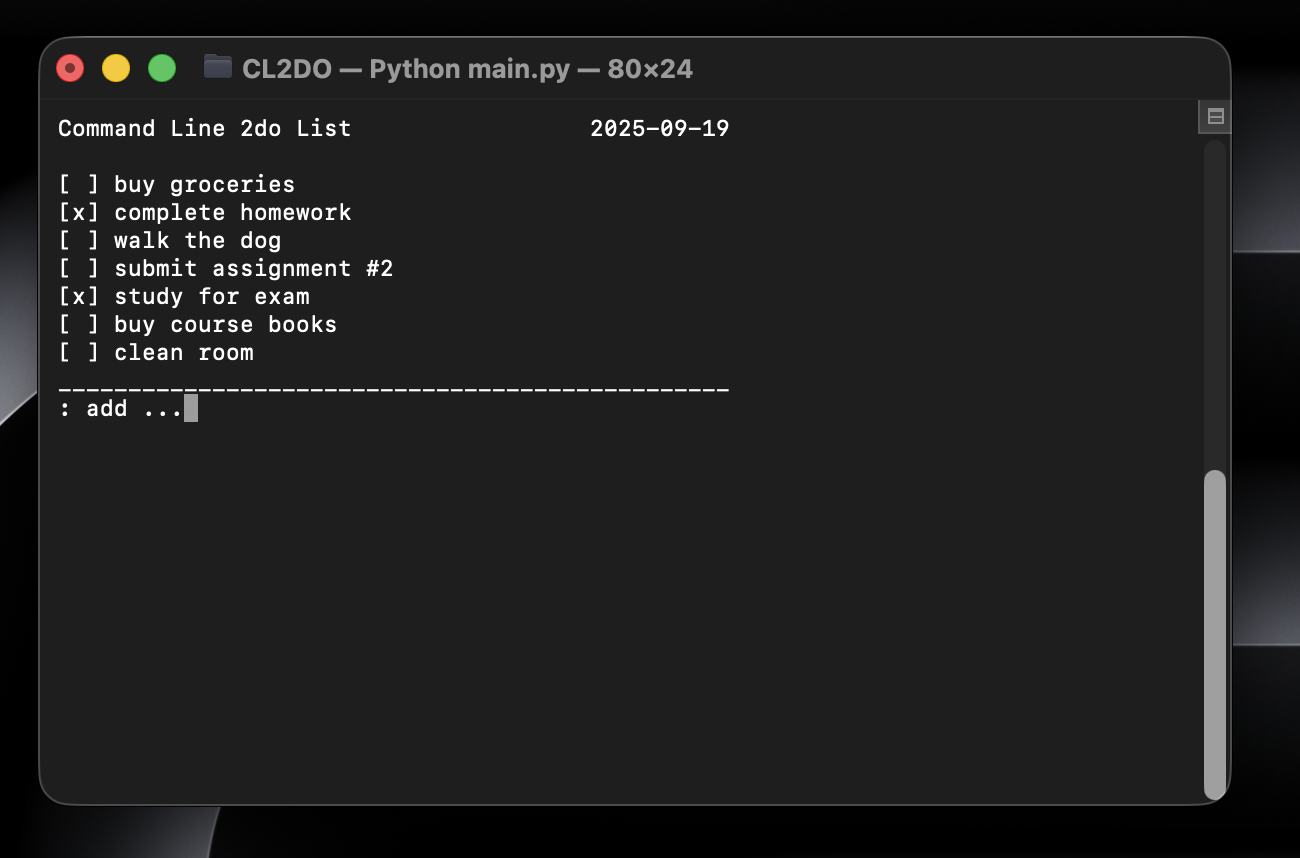 CL2DO — Python main.py — 80×24
Command Line 2do List 2025-09-19
[ ] buy groceries
[x] complete homework
[ ] walk the dog
[ ] submit assignment #2
[x] study for exam
[ ] buy course books
[ ] clean room
________________________________________________
: add ...